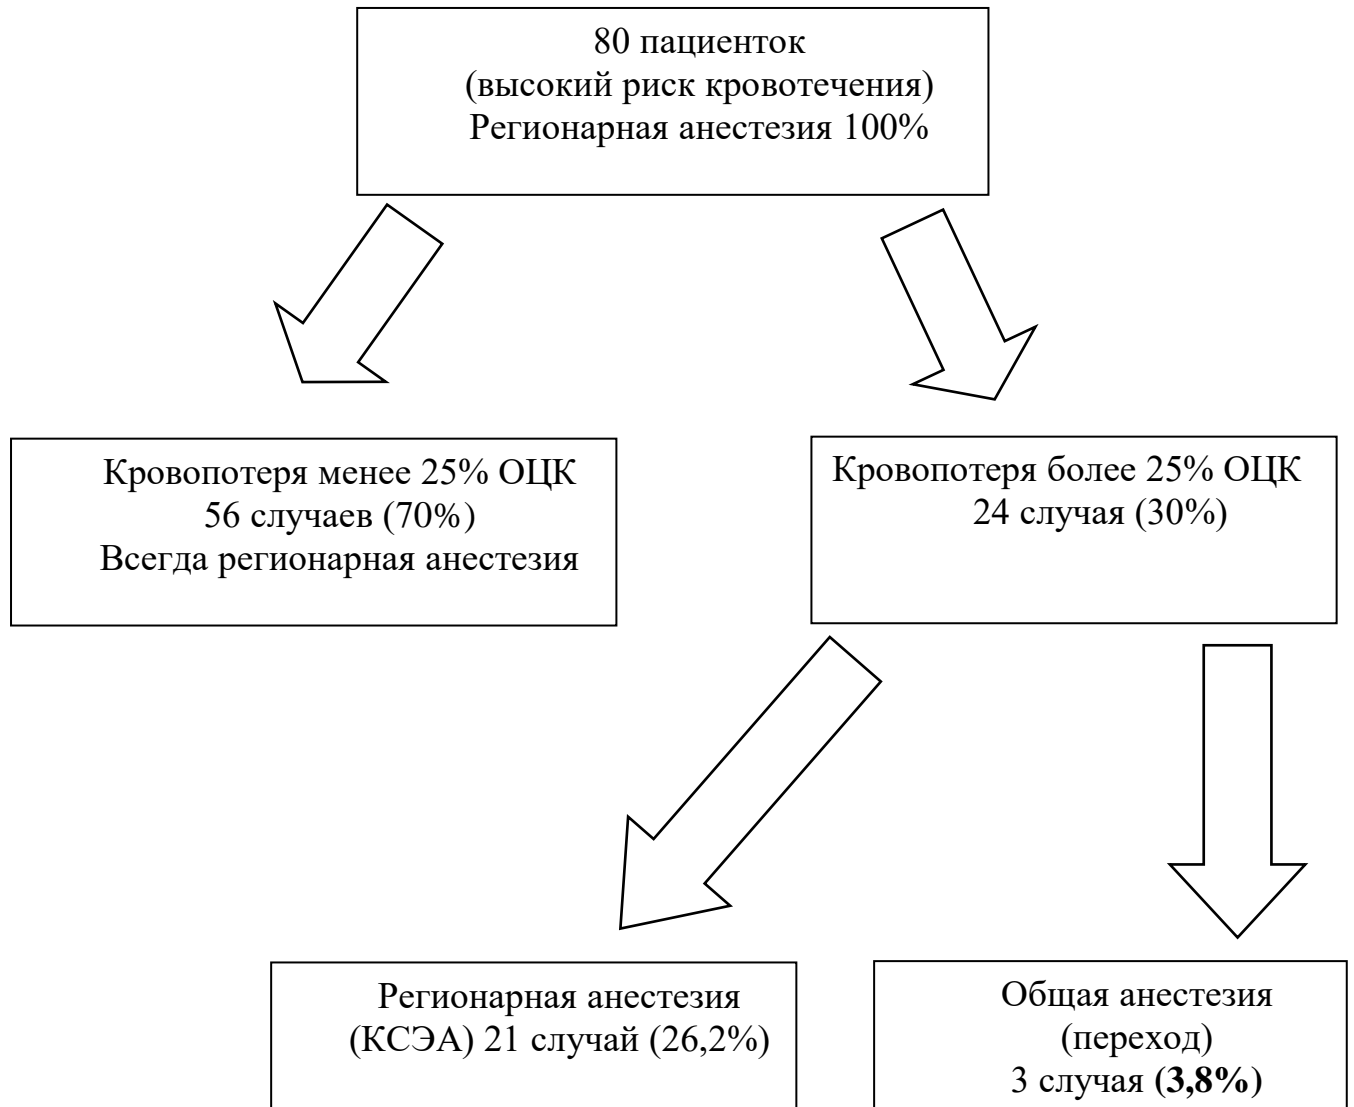 80 пациенток
(высокий риск кровотечения)
Регионарная анестезия 100%
Кровопотеря менее 25% ОЦК
56 случаев (70%)
Всегда регионарная анестезия
Кровопотеря более 25% ОЦК
24 случая (30%)
Регионарная анестезия
(КСЭА) 21 случай (26,2%)
Общая анестезия
(переход)
3 случая (3,8%)